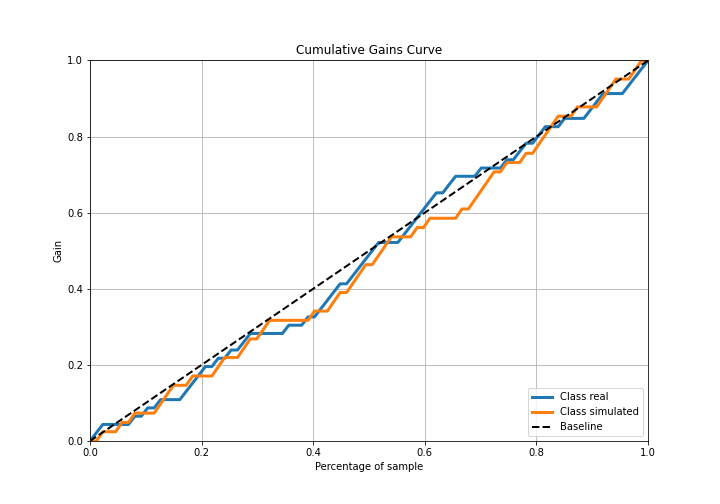 Cumulative Gains Curve
1.0
0.8
0.6
0.4
0.2
0.0
Gain
0.0 0.2 0.4 0.6 0.8 1.0
Percentage of sample
Class real
Class simulated
Baseline